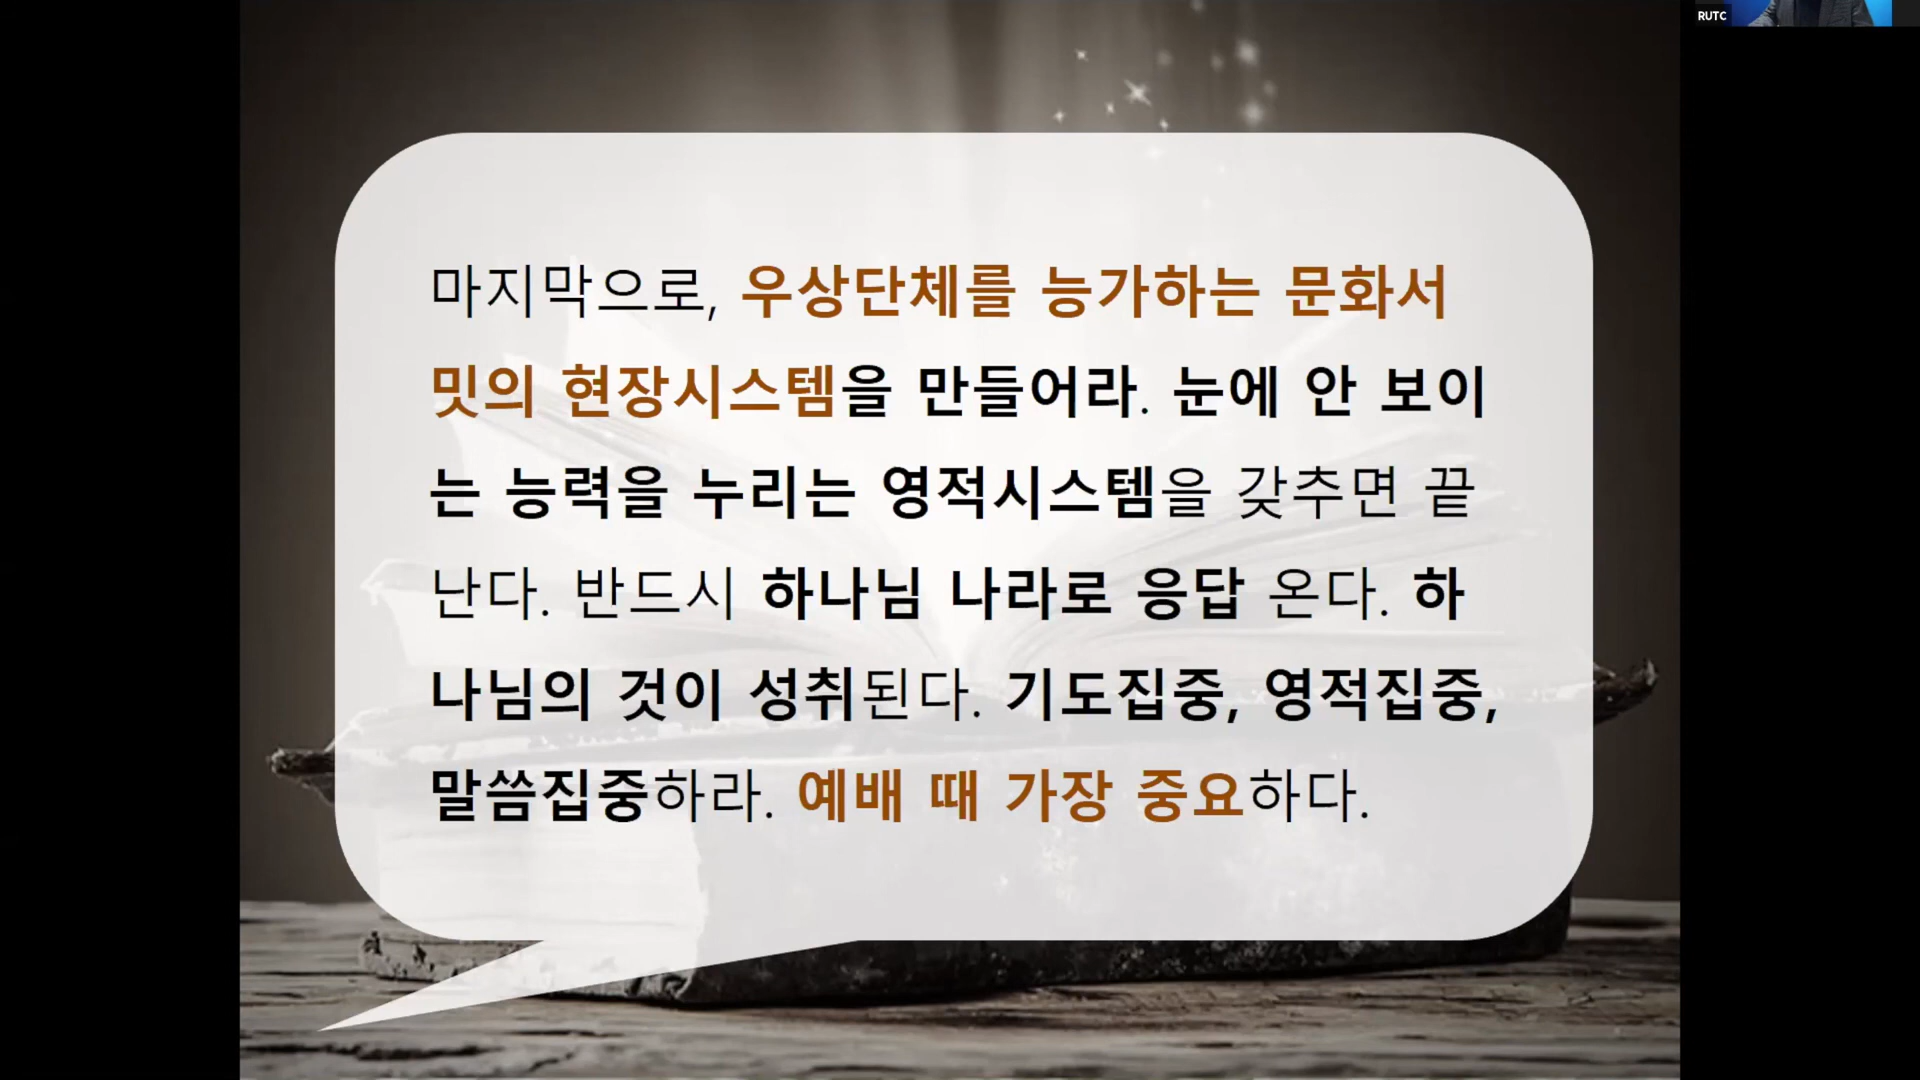 RUTC
마지막으로, 우상단체를 능가하는 문화서
밋의 현장시스템을 만들어라. 눈에 안 보이
는 능력을 누리는 영적시스템을 갖추면 끝
난다. 반드시 하나님 나라로 응답 온다. 하
나님의 것이 성취된다. 기도집중, 영적집중,
말씀집중하라. 예배 때 가장 중요하다.